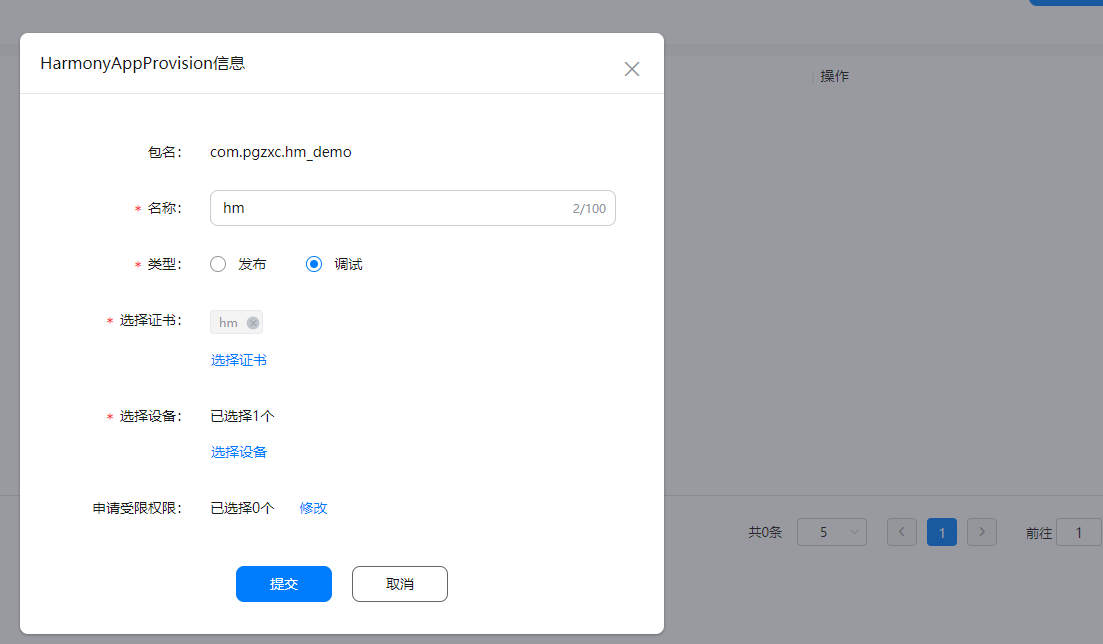 HarmonyAppProvision信息
操作
包名： com.pgzxc.hm_demo
* 名称： hm 2/100
* 类型： 发布 调试
* 选择证书： hm
选择证书
* 选择设备： 已选择1个
选择设备
申请受限权限： 已选择0个 修改
共0条 5 1 前往 1
提交 取消